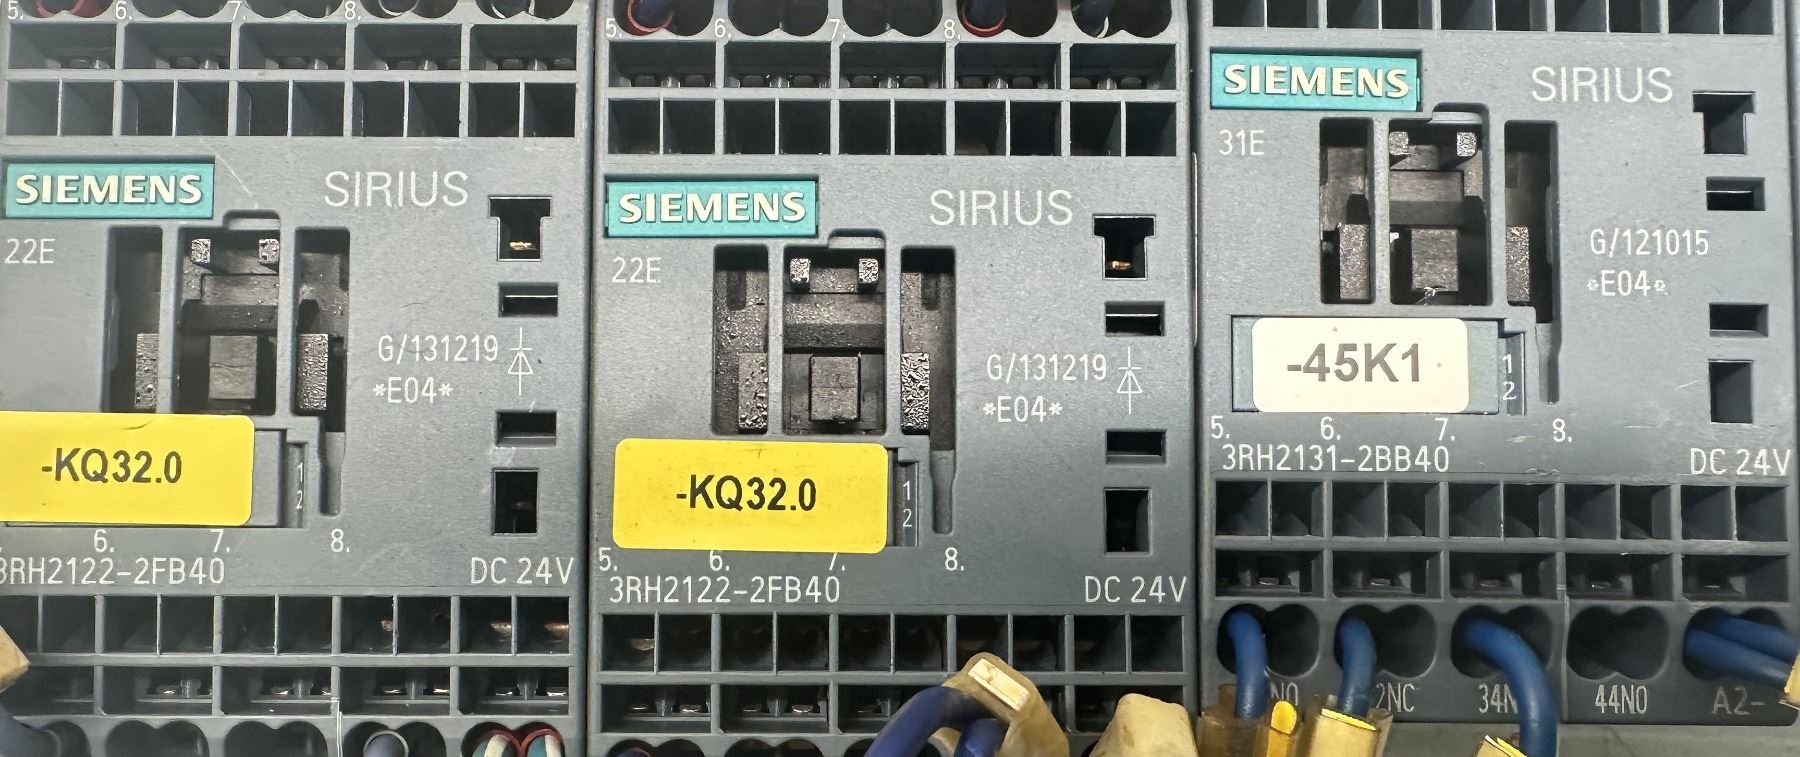 5. 6. 7. 8.
SIEMENS SIRIUS
22E
G/131219
*E04*
-KQ32.0
1
2
6. 7. 8.
3RH2122-2FB40 DC 24V
5. 6. 7. 8.
SIEMENS SIRIUS
22E
G/131219
*E04*
-KQ32.0
1
2
5. 6. 7. 8.
3RH2122-2FB40 DC 24V
SIEMENS SIRIUS
31E
G/121015
*E04*
-45K1
1
2
5. 6. 7. 8.
3RH2131-2BB40 DC 24V
NO 2NC 34N 44NO A2-